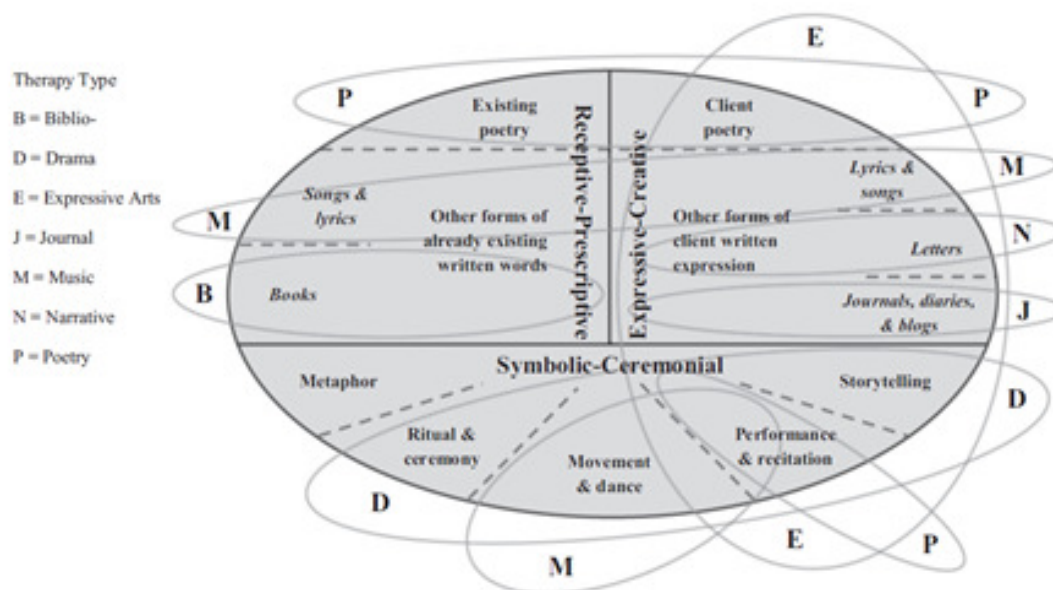 Therapy Type
B = Biblio-
D = Drama
E = Expressive Arts
J = Journal
M = Music
N = Narrative
P = Poetry
E
P
P
Existing
poetry
Client
poetry
Receptive-Prescriptive
Expressive-Creative
M
M
Songs &
lyrics
Lyrics &
songs
Other forms of
already existing
written words
Other forms of
client written
expression
N
Letters
B
Books
Journals, diaries,
& blogs
J
Symbolic-Ceremonial
Metaphor
Storytelling
D
Ritual &
ceremony
Movement
& dance
Performance
& recitation
D
M
E
P